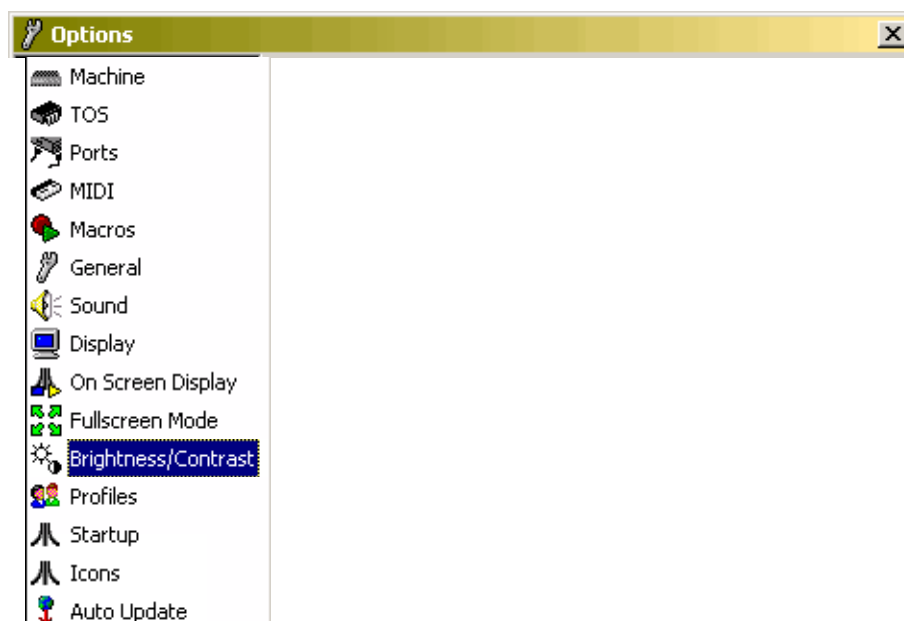 Options
Machine
TOS
Ports
MIDI
Macros
General
Sound
Display
On Screen Display
Fullscreen Mode
Brightness/Contrast
Profiles
Startup
Icons
Auto Update